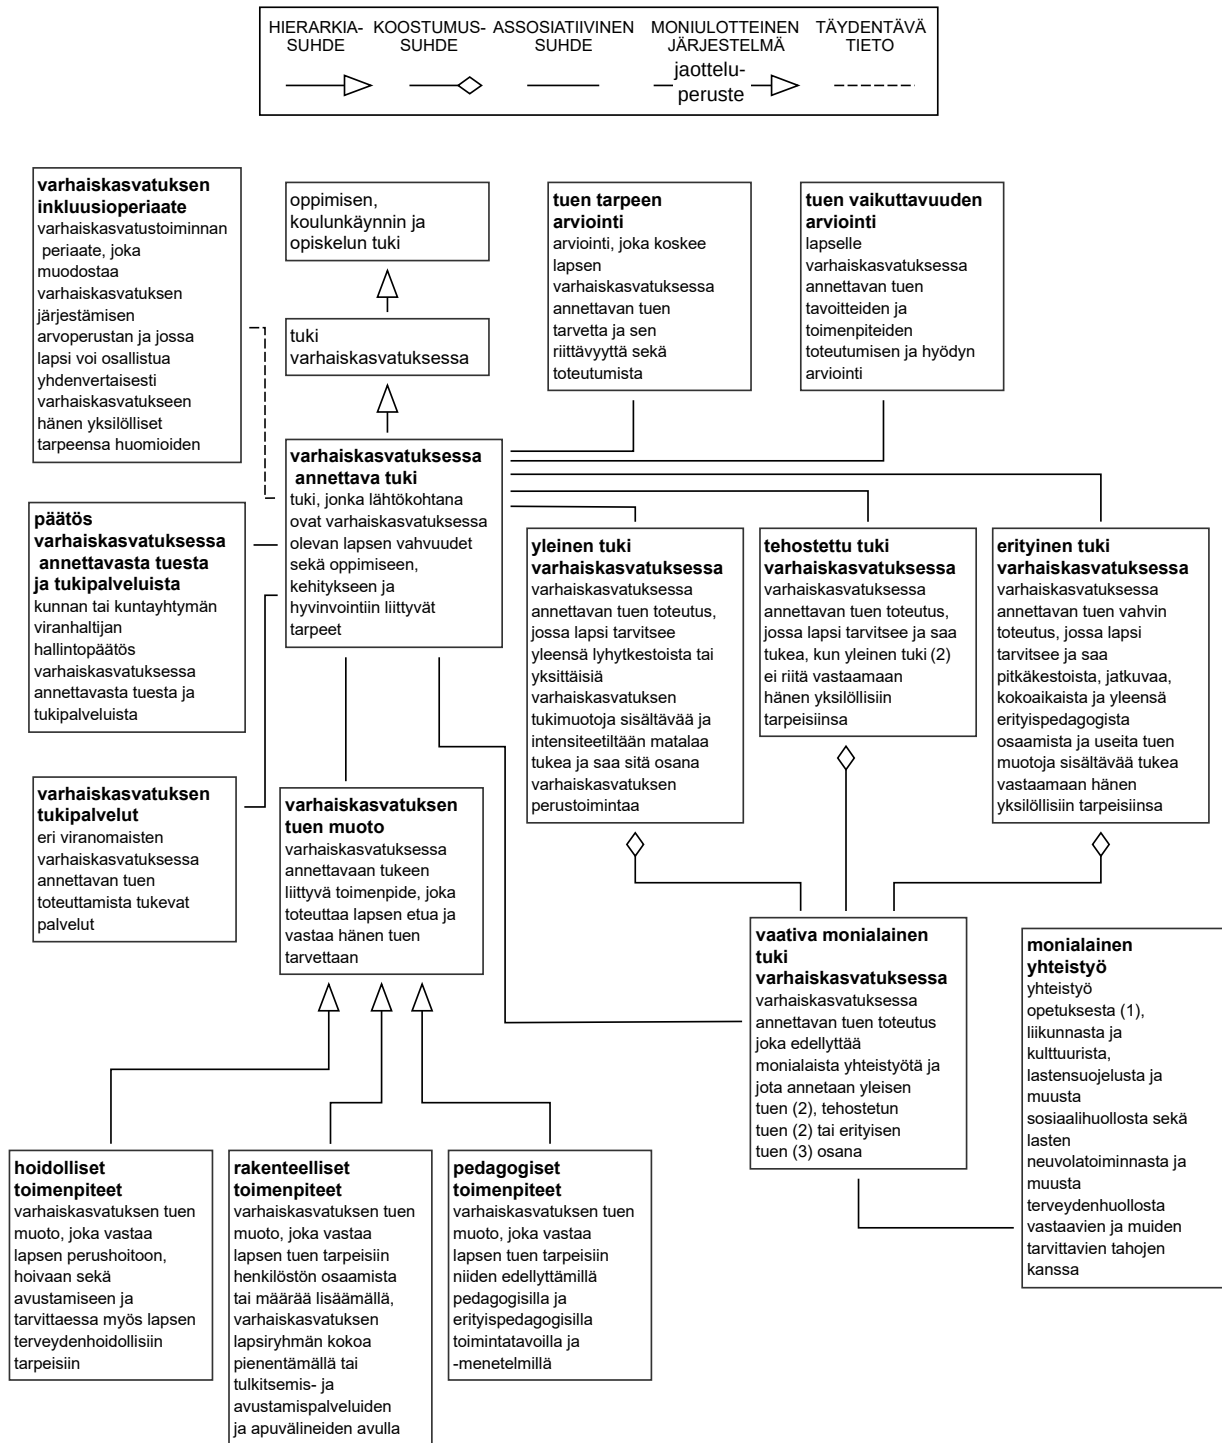 HIERARKIA-
SUHDE
KOOSTUMUS-
SUHDE
ASSOSIATIIVINEN
SUHDE
MONIULOTTEINEN
JÄRJESTELMÄ
jaottelu-
peruste
TÄYDENTÄVÄ
TIETO
varhaiskasvatuksen
inkluusioperiaate
varhaiskasvatustoiminnan
periaate, joka
muodostaa
varhaiskasvatuksen
järjestämisen
arvoperustan ja jossa
lapsi voi osallistua
yhdenvertaisesti
varhaiskasvatukseen
hänen yksilölliset
tarpeensa huomioiden
oppimisen,
koulunkäynnin ja
opiskelun tuki
tuki
varhaiskasvatuksessa
tuen tarpeen
arviointi
arviointi, joka koskee
lapsen
varhaiskasvatuksessa
annettavan tuen
tarvetta ja sen
riittävyyttä sekä
toteutumista
tuen vaikuttavuuden
arviointi
lapselle
varhaiskasvatuksessa
annettavan tuen
tavoitteiden ja
toimenpiteiden
toteutumisen ja hyödyn
arviointi
varhaiskasvatuksessa
annettava tuki
tuki, jonka lähtökohtana
ovat varhaiskasvatuksessa
olevan lapsen vahvuudet
sekä oppimiseen,
kehitykseen ja
hyvinvointiin liittyvät
tarpeet
päätös
varhaiskasvatuksessa
annettavasta tuesta
ja tukipalveluista
kunnan tai kuntayhtymän
viranhaltijan
hallintopäätös
varhaiskasvatuksessa
annettavasta tuesta ja
tukipalveluista
yleinen tuki
varhaiskasvatuksessa
varhaiskasvatuksessa
annettavan tuen toteutus,
jossa lapsi tarvitsee
yleensä lyhytkestoista tai
yksittäisiä
varhaiskasvatuksen
tukimuotoja sisältävää ja
intensiteetiltään matalaa
tukea ja saa sitä osana
varhaiskasvatuksen
perustoimintaa
tehostettu tuki
varhaiskasvatuksessa
varhaiskasvatuksessa
annettavan tuen toteutus,
jossa lapsi tarvitsee ja saa
tukea, kun yleinen tuki (2)
ei riitä vastaamaan
hänen yksilöllisiin
tarpeisiinsa
erityinen tuki
varhaiskasvatuksessa
varhaiskasvatuksessa
annettavan tuen vahvin
toteutus, jossa lapsi
tarvitsee ja saa
pitkäkestoista, jatkuvaa,
kokoaikaista ja yleensä
erityispedagogista
osaamista ja useita tuen
muotoja sisältävää tukea
vastaamaan hänen
yksilöllisiin tarpeisiinsa
varhaiskasvatuksen
tukipalvelut
eri viranomaisten
varhaiskasvatuksessa
annettavan tuen
toteuttamista tukevat
palvelut
varhaiskasvatuksen
tuen muoto
varhaiskasvatuksessa
annettavaan tukeen
liittyvä toimenpide, joka
toteuttaa lapsen etua ja
vastaa hänen tuen
tarvettaan
vaativa monialainen
tuki
varhaiskasvatuksessa
varhaiskasvatuksessa
annettavan tuen toteutus
joka edellyttää
monialaista yhteistyötä ja
jota annetaan yleisen
tuen (2), tehostetun
tuen (2) tai erityisen
tuen (3) osana
monialainen
yhteistyö
yhteistyö
opetuksesta (1),
liikunnasta ja
kulttuurista,
lastensuojelusta ja
muusta
sosiaalihuollosta sekä
lasten
neuvolatoiminnasta ja
muusta
terveydenhuollosta
vastaavien ja muiden
tarvittavien tahojen
kanssa
hoidolliset
toimenpiteet
varhaiskasvatuksen tuen
muoto, joka vastaa
lapsen perushoitoon,
hoivaan sekä
avustamiseen ja
tarvittaessa myös lapsen
terveydenhoidollisiin
tarpeisiin
rakenteelliset
toimenpiteet
varhaiskasvatuksen tuen
muoto, joka vastaa
lapsen tuen tarpeisiin
henkilöstön osaamista
tai määrää lisäämällä,
varhaiskasvatuksen
lapsiryhmän kokoa
pienentämällä tai
tulkitsemis- ja
avustamispalveluiden
ja apuvälineiden avulla
pedagogiset
toimenpiteet
varhaiskasvatuksen tuen
muoto, joka vastaa
lapsen tuen tarpeisiin
niiden edellyttämillä
pedagogisilla ja
erityispedagogisilla
toimintatavoilla ja
-menetelmillä